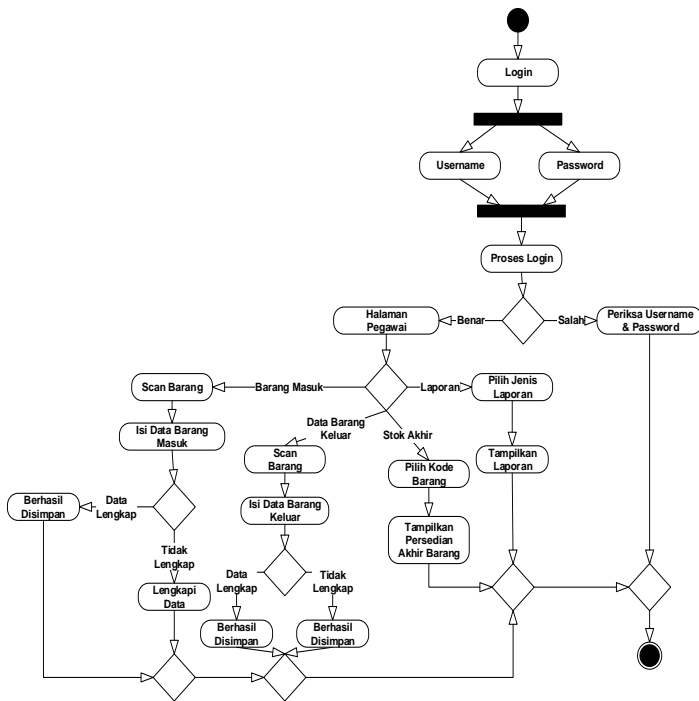 Login
Username
Password
Proses Login
Halaman
Pegawai
Benar
Salah
Periksa Username
& Password
Scan Barang
Barang Masuk
Laporan
Pilih Jenis
Laporan
Isi Data Barang
Masuk
Data Barang
Keluar
Stok Akhir
Scan
Barang
Pilih Kode
Barang
Tampilkan
Laporan
Berhasil
Disimpan
Data
Lengkap
Isi Data Barang
Keluar
Tampilkan
Persedian
Akhir Barang
Tidak
Lengkap
Lengkapi
Data
Data
Lengkap
Tidak
Lengkap
Berhasil
Disimpan
Berhasil
Disimpan